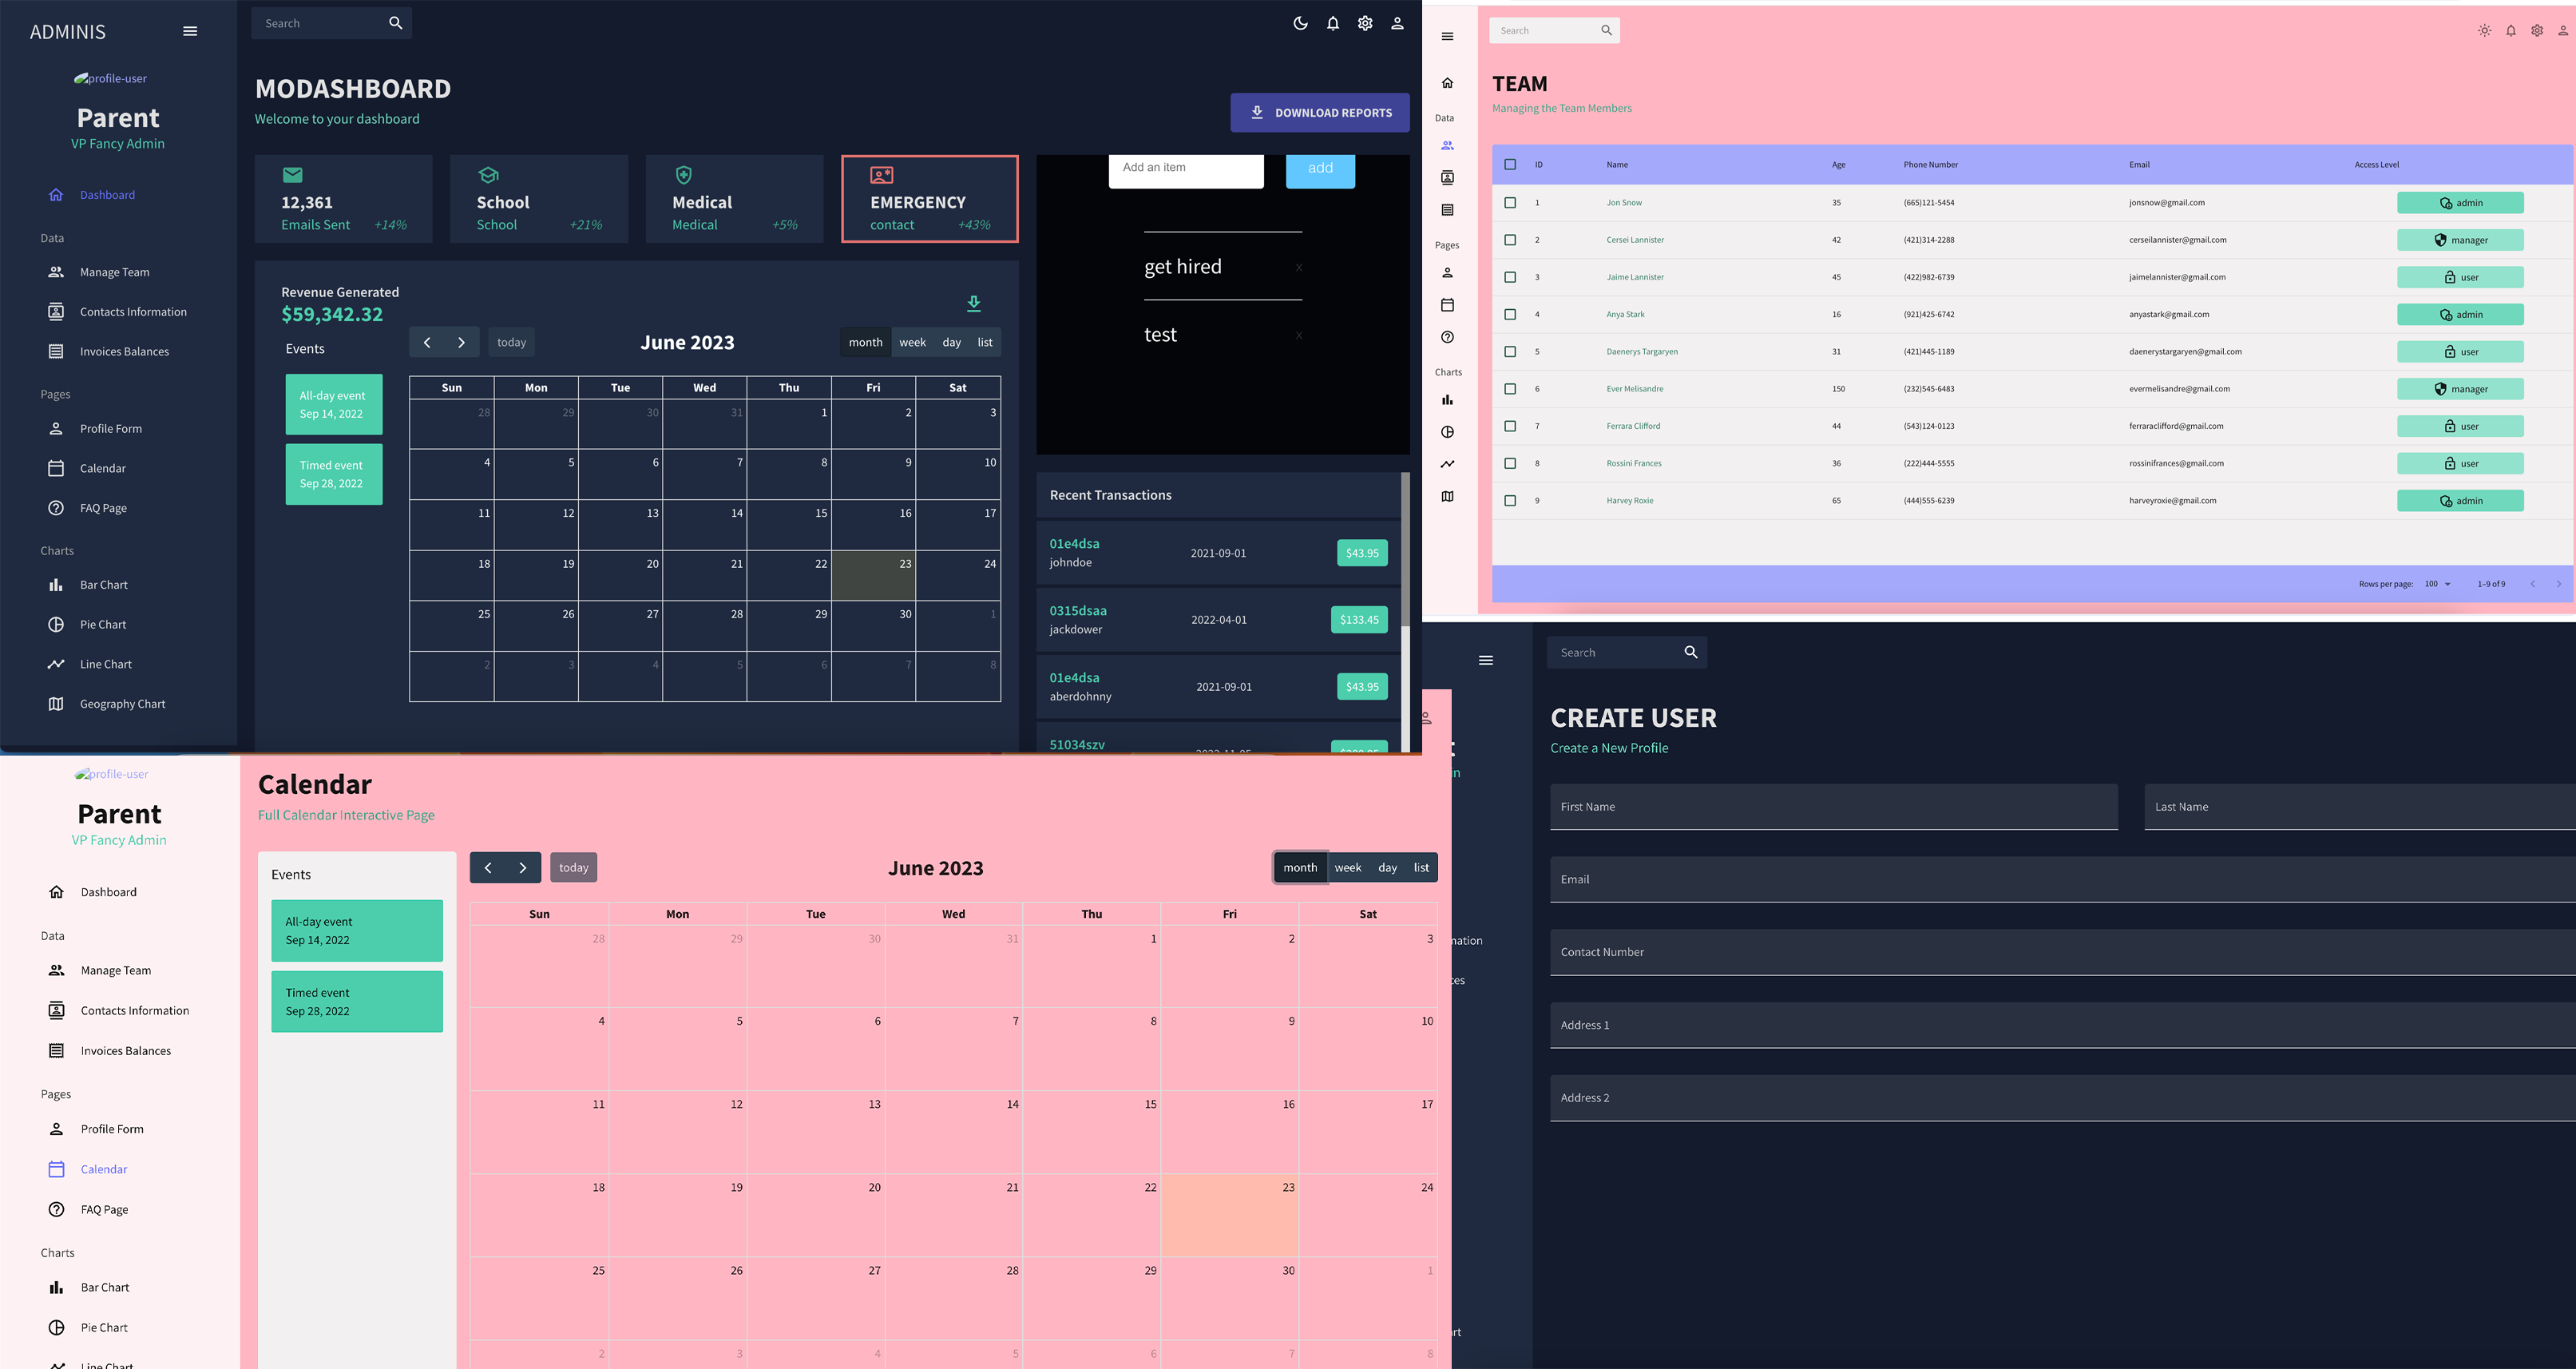 ADMINIS
Search
profile-user
Parent
VP Fancy Admin
Dashboard
Data
Manage Team
Contacts Information
Invoices Balances
Pages
Profile Form
Calendar
FAQ Page
Charts
Bar Chart
Pie Chart
Line Chart
Geography Chart
MODASHBOARD
Welcome to your dashboard
DOWNLOAD REPORTS
12,361
Emails Sent +14%
School
School +21%
Medical
Medical +5%
EMERGENCY
contact +43%
Revenue Generated
$59,342.32
Events
All-day event
Sep 14, 2022
Timed event
Sep 28, 2022
today
June 2023
month week day list
Sun Mon Tue Wed Thu Fri Sat
28 29 30 31 1 2 3
4 5 6 7 8 9 10
11 12 13 14 15 16 17
18 19 20 21 22 23 24
25 26 27 28 29 30 1
2 3 4 5 6 7 8
Add an item add
get hired x
test x
Recent Transactions
01e4dsa
johndoe
2021-09-01
$43.95
0315dsaa
jackdower
2022-04-01
$133.45
01e4dsa
aberdohnny
2021-09-01
$43.95
51034szv
Search
Data
Pages
Charts
TEAM
Managing the Team Members
ID Name Age Phone Number Email Access Level
1 Jon Snow 35 (665)121-5454 jonsnow@gmail.com admin
2 Cersei Lannister 42 (421)314-2288 cerseilannister@gmail.com manager
3 Jaime Lannister 45 (422)982-6739 jaimelannister@gmail.com user
4 Anya Stark 16 (921)425-6742 anyastark@gmail.com admin
5 Daenerys Targaryen 31 (421)445-1189 daenerystargaryen@gmail.com user
6 Ever Melisandre 150 (232)545-6483 evermelisandre@gmail.com manager
7 Ferrara Clifford 44 (543)124-0123 ferraraclifford@gmail.com user
8 Rossini Frances 36 (222)444-5555 rossinifrances@gmail.com user
9 Harvey Roxie 65 (444)555-6239 harveyroxie@gmail.com admin
Rows per page: 100 1–9 of 9
profile-user
Parent
VP Fancy Admin
Dashboard
Data
Manage Team
Contacts Information
Invoices Balances
Pages
Profile Form
Calendar
FAQ Page
Charts
Bar Chart
Pie Chart
Line Chart
Calendar
Full Calendar Interactive Page
Events
All-day event
Sep 14, 2022
Timed event
Sep 28, 2022
today
June 2023
month week day list
Sun Mon Tue Wed Thu Fri Sat
28 29 30 31 1 2 3
4 5 6 7 8 9 10
11 12 13 14 15 16 17
18 19 20 21 22 23 24
25 26 27 28 29 30 1
2 3 4 5 6 7 8
in
mation
ces
rt
Search
CREATE USER
Create a New Profile
First Name
Last Name
Email
Contact Number
Address 1
Address 2